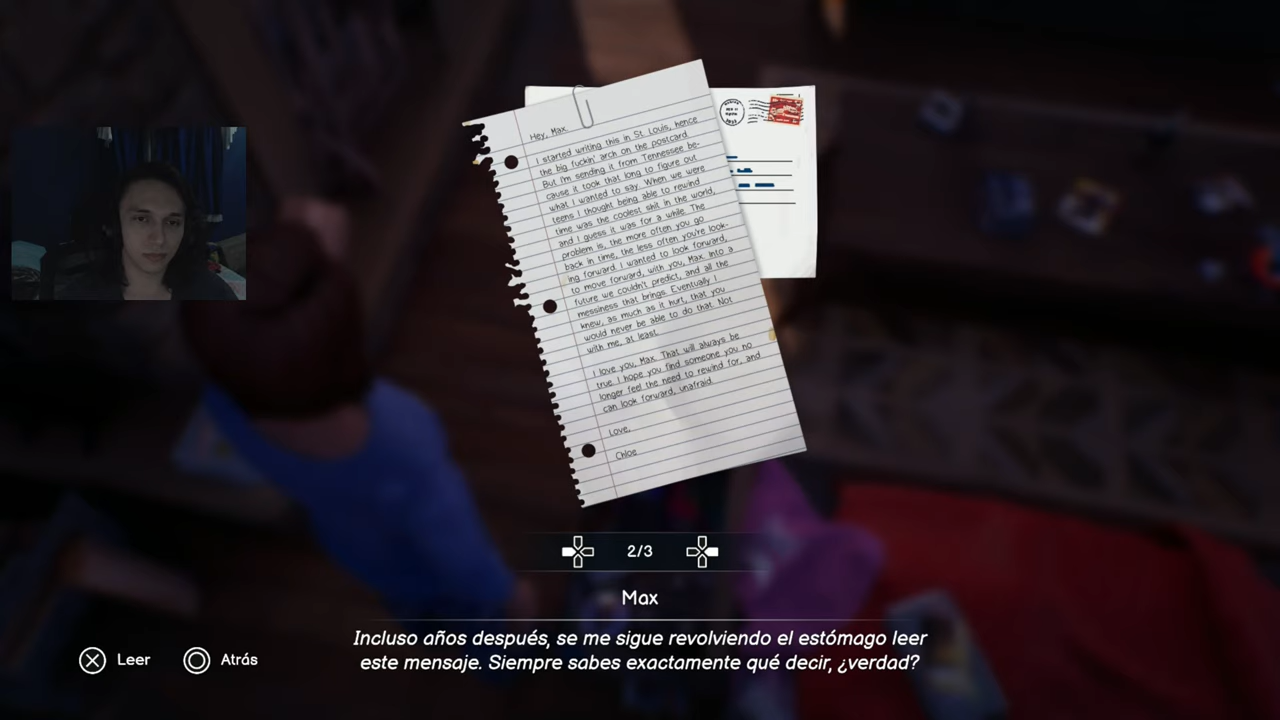 Hey, Max.
I started writing this in St Louis, hence
the big fuckin' arch on the postcard.
But I'm sending it from Tennessee be-
cause it took that long to figure out
what I wanted to say. When we were
teens I thought being able to rewind
time was the coolest shit in the world,
and I guess it was for a while. The
problem is, the more often you go
back in time, the less often you're look-
ing forward. I wanted to look forward,
to move forward, with you, Max. Into a
future we couldn't predict, and all the
messiness that brings. Eventually I
knew, as much as it hurt, that you
would never be able to do that. Not
with me, at least.
I love you, Max. That will always be
true. I hope you find someone you no
longer feel the need to rewind for, and
can look forward, unafraid.
Love,
Chloe
2/3
Max
Incluso años después, se me sigue revolviendo el estómago leer
este mensaje. Siempre sabes exactamente qué decir, ¿verdad?
Leer
Atrás